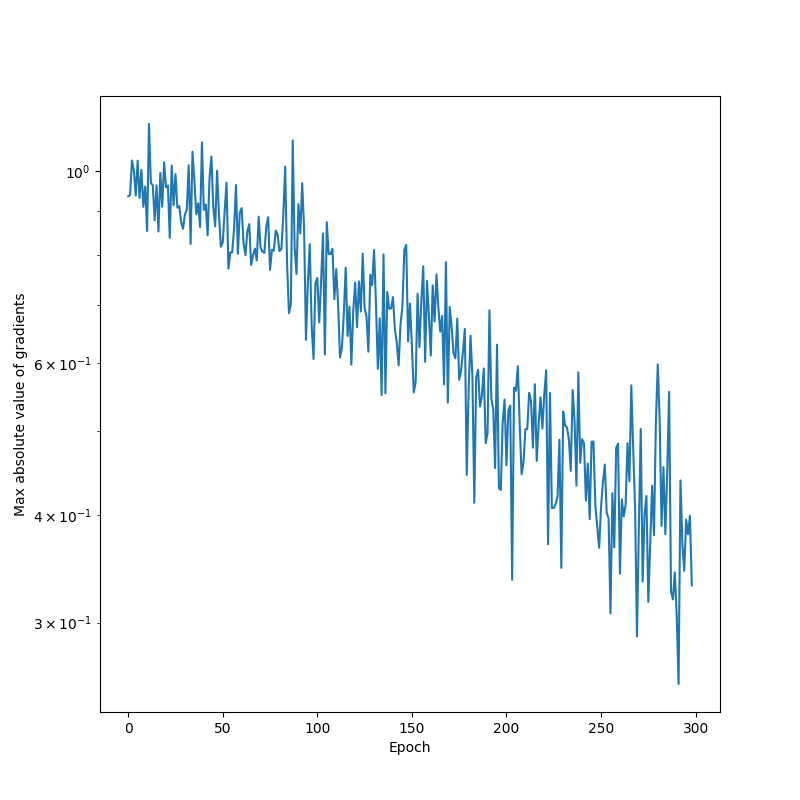 Max absolute value of gradients
10⁰
6 × 10⁻¹
4 × 10⁻¹
3 × 10⁻¹
0 50 100 150 200 250 300
Epoch